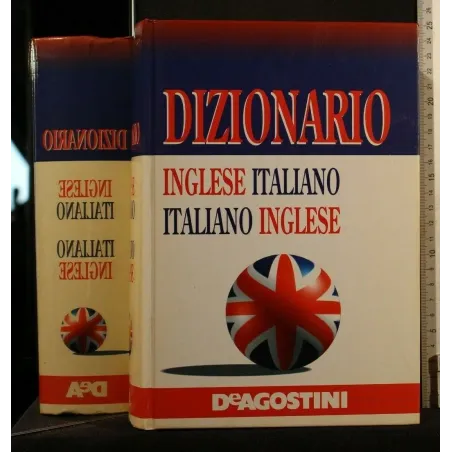 DIZIONARIO
INGLESE ITALIANO
ITALIANO INGLESE
DeAGOSTINI
DIZIONARIO
INGLESE
ITALIANO
ITALIANO
INGLESE
DeA